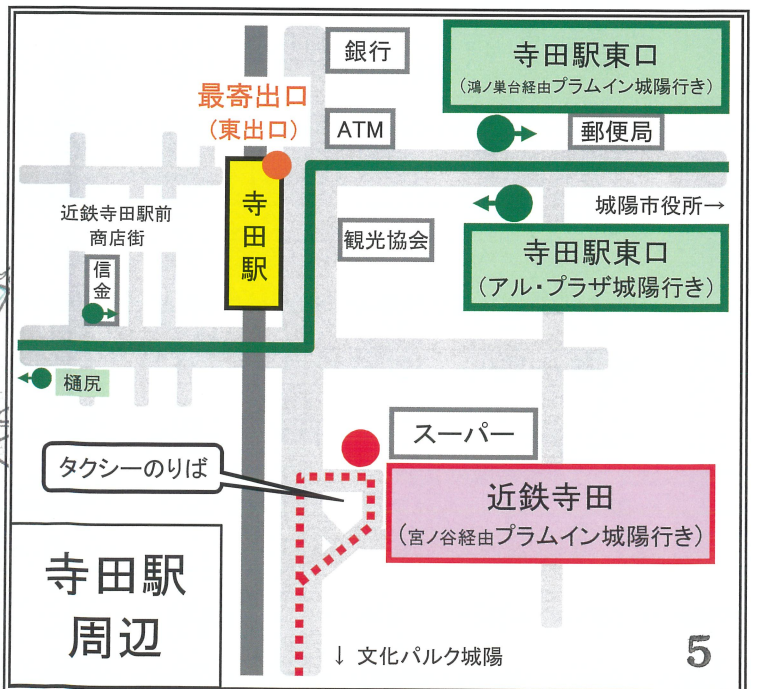 銀行
寺田駅東口
(鴻ノ巣台経由プラムイン城陽行き)
最寄出口
(東出口)
ATM
郵便局
寺田駅
近鉄寺田駅前
商店街
城陽市役所→
信金
観光協会
寺田駅東口
(アル・プラザ城陽行き)
樋尻
スーパー
タクシーのりば
近鉄寺田
(宮ノ谷経由プラムイン城陽行き)
寺田駅
周辺
↓ 文化パルク城陽
5